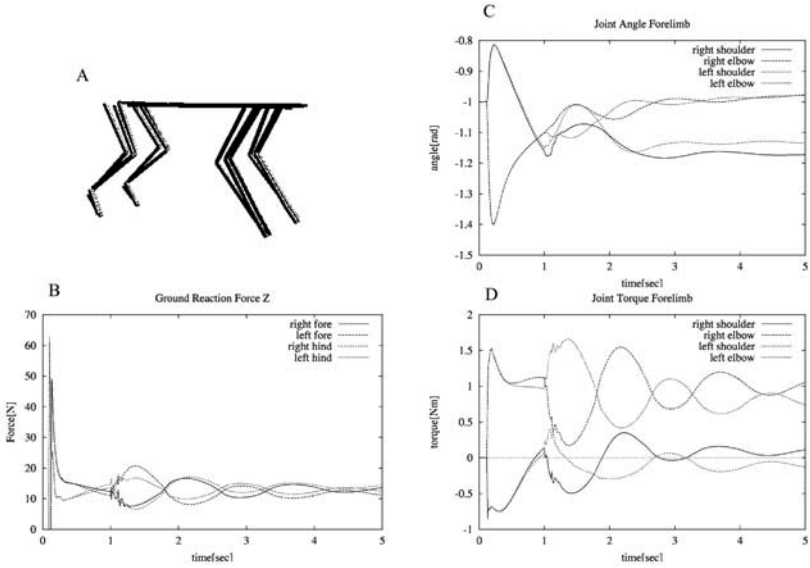 A
B
Ground Reaction Force Z
right fore
left fore
right hind
left hind
Force[N]
70
60
50
40
30
20
10
0
0 1 2 3 4 5
time[sec]
C
Joint Angle Forelimb
right shoulder
right elbow
left shoulder
left elbow
angle[rad]
-0.8
-0.9
-1
-1.1
-1.2
-1.3
-1.4
-1.5
0 1 2 3 4 5
time[sec]
D
Joint Torque Forelimb
right shoulder
right elbow
left shoulder
left elbow
torque[Nm]
2
1.5
1
0.5
0
-0.5
-1
0 1 2 3 4 5
time[sec]